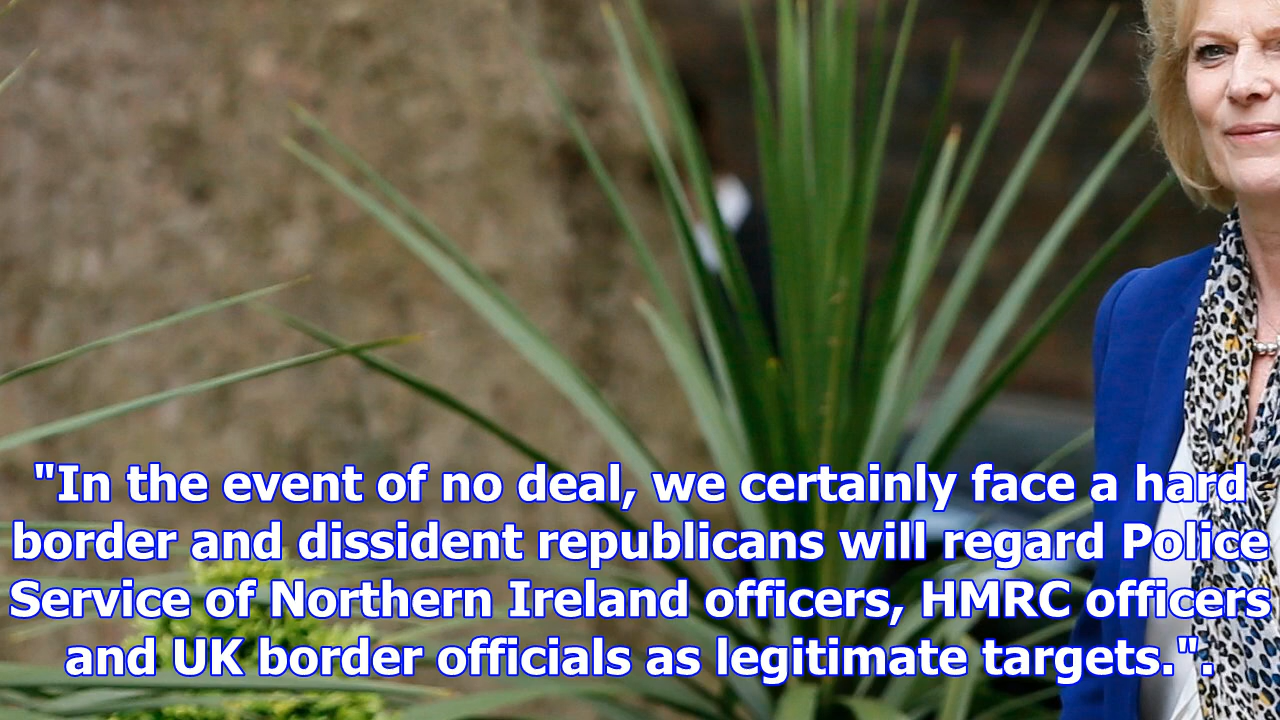 "In the event of no deal, we certainly face a hard
border and dissident republicans will regard Police
Service of Northern Ireland officers, HMRC officers
and UK border officials as legitimate targets.".